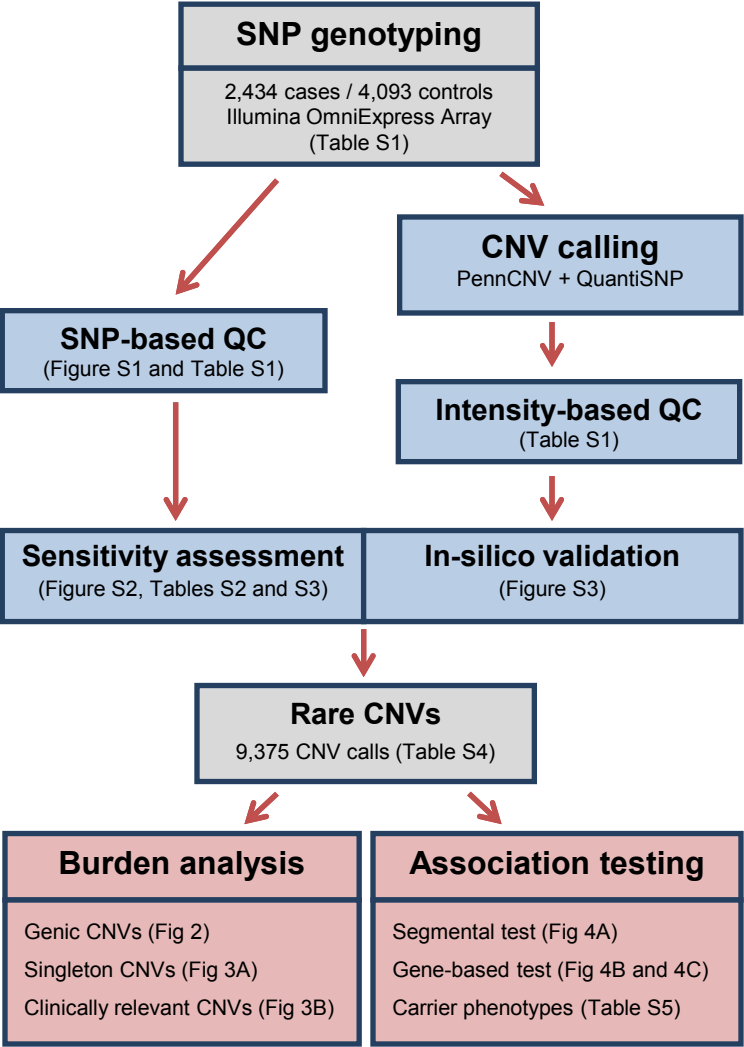 SNP genotyping
2,434 cases / 4,093 controls
Illumina OmniExpress Array
(Table S1)
CNV calling
PennCNV + QuantiSNP
SNP-based QC
(Figure S1 and Table S1)
Intensity-based QC
(Table S1)
Sensitivity assessment
(Figure S2, Tables S2 and S3)
In-silico validation
(Figure S3)
Rare CNVs
9,375 CNV calls (Table S4)
Burden analysis
Genic CNVs (Fig 2)
Singleton CNVs (Fig 3A)
Clinically relevant CNVs (Fig 3B)
Association testing
Segmental test (Fig 4A)
Gene-based test (Fig 4B and 4C)
Carrier phenotypes (Table S5)